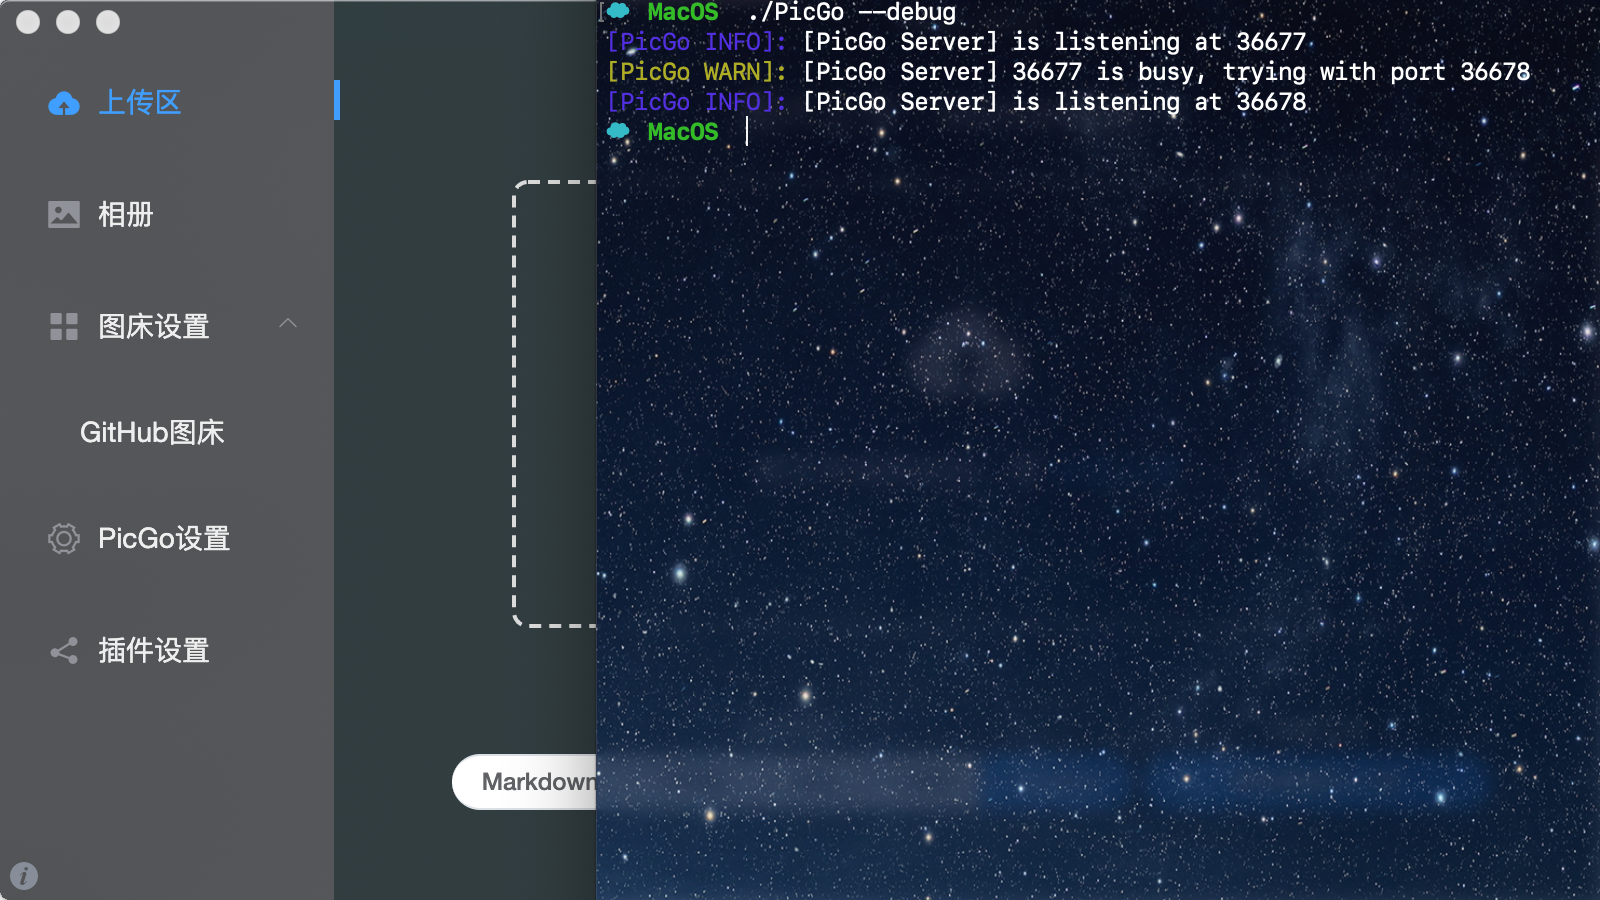 上传区
相册
图床设置
GitHub图床
PicGo设置
插件设置
Markdown
MacOS ./PicGo --debug
[PicGo INFO]: [PicGo Server] is listening at 36677
[PicGo WARN]: [PicGo Server] 36677 is busy, trying with port 36678
[PicGo INFO]: [PicGo Server] is listening at 36678
MacOS